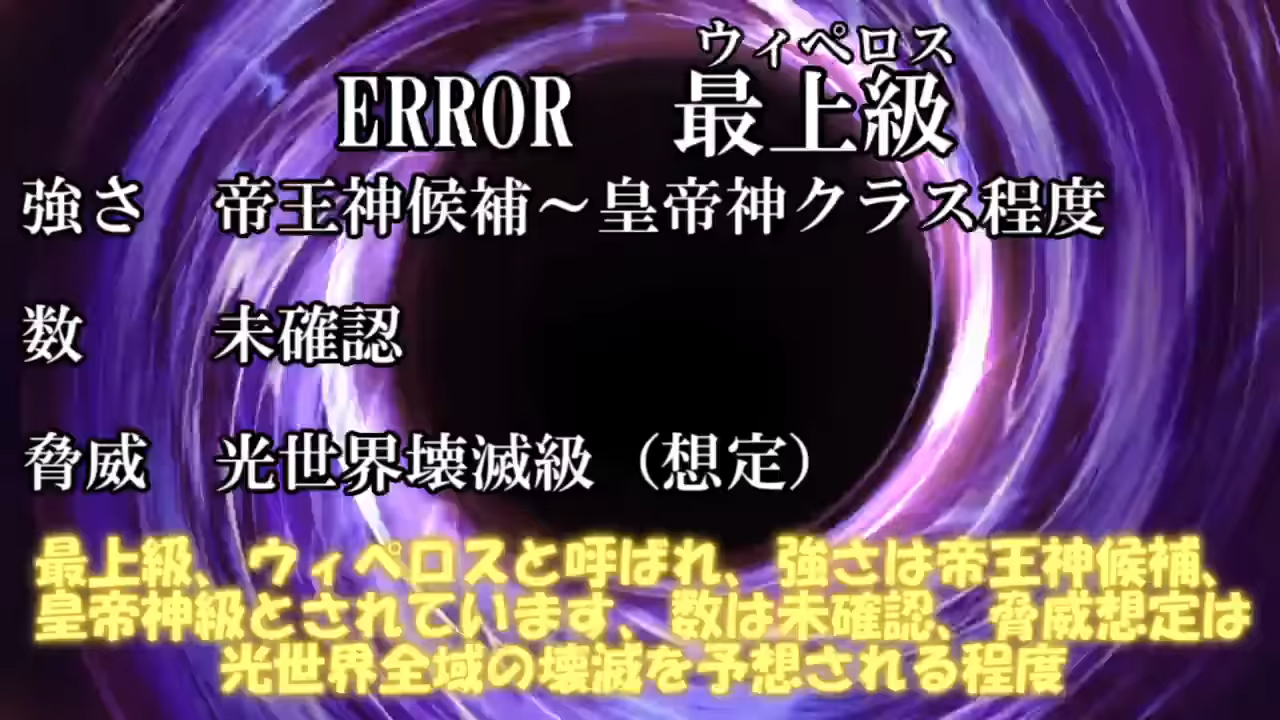 ウィペロス
ERROR 最上級
強さ 帝王神候補～皇帝神クラス程度
数 未確認
脅威 光世界壊滅級（想定）
最上級、ウィペロスと呼ばれ、強さは帝王神候補、
皇帝神級とされています、数は未確認、脅威想定は
光世界全域の壊滅を予想される程度